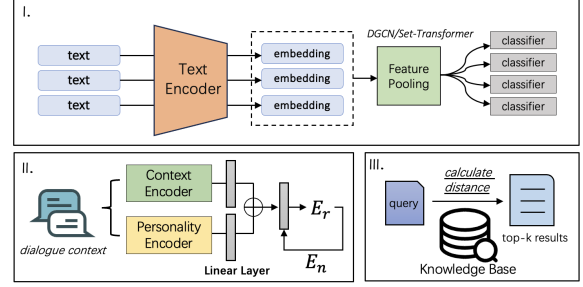 I.
DGCN/Set-Transformer
text
text
text
Text
Encoder
embedding
embedding
embedding
Feature
Pooling
classifier
classifier
classifier
classifier
II.
Context
Encoder
Personality
Encoder
dialogue context
Linear Layer
E_r
E_n
III.
query
calculate
distance
top-k results
Knowledge Base